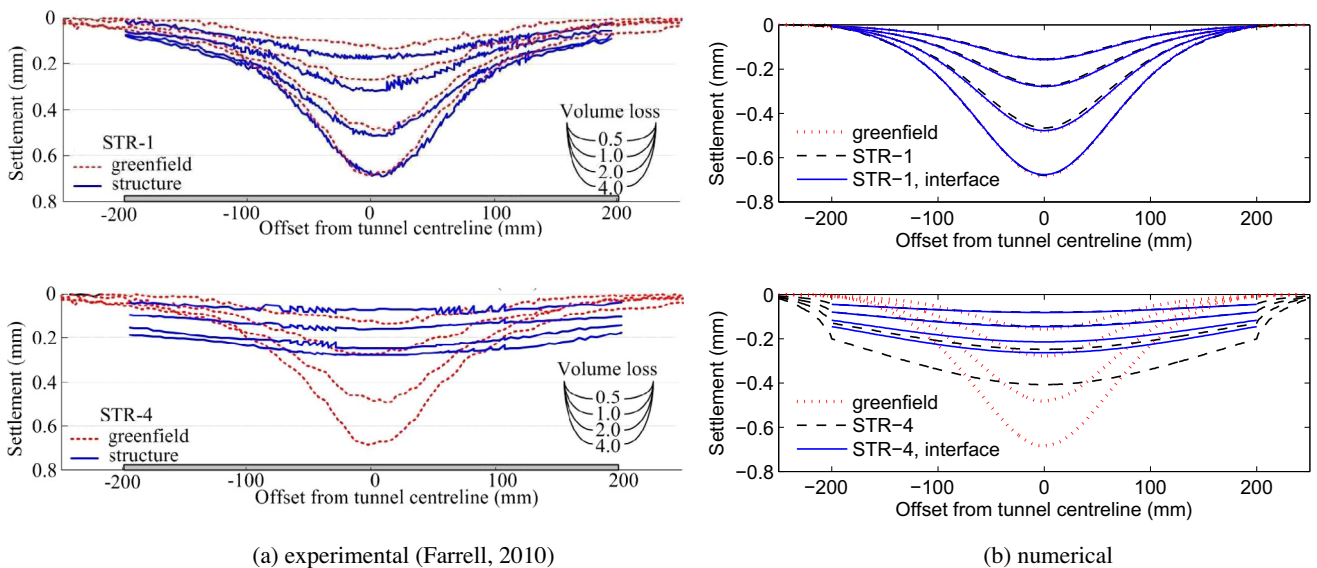 0
0.2
0.4
0.6
0.8
Settlement (mm)
STR-1
greenfield
structure
Volume loss
0.5
1.0
2.0
4.0
-200
-100
0
100
200
Offset from tunnel centreline (mm)
0
−0.2
−0.4
−0.6
−0.8
Settlement (mm)
greenfield
STR−1
STR−1, interface
−200
−100
0
100
200
Offset from tunnel centreline (mm)
0
0.2
0.4
0.6
0.8
Settlement (mm)
STR-4
greenfield
structure
Volume loss
0.5
1.0
2.0
4.0
-200
-100
0
100
200
Offset from tunnel centreline (mm)
0
−0.2
−0.4
−0.6
−0.8
Settlement (mm)
greenfield
STR−4
STR−4, interface
−200
−100
0
100
200
Offset from tunnel centreline (mm)
(a) experimental (Farrell, 2010)
(b) numerical